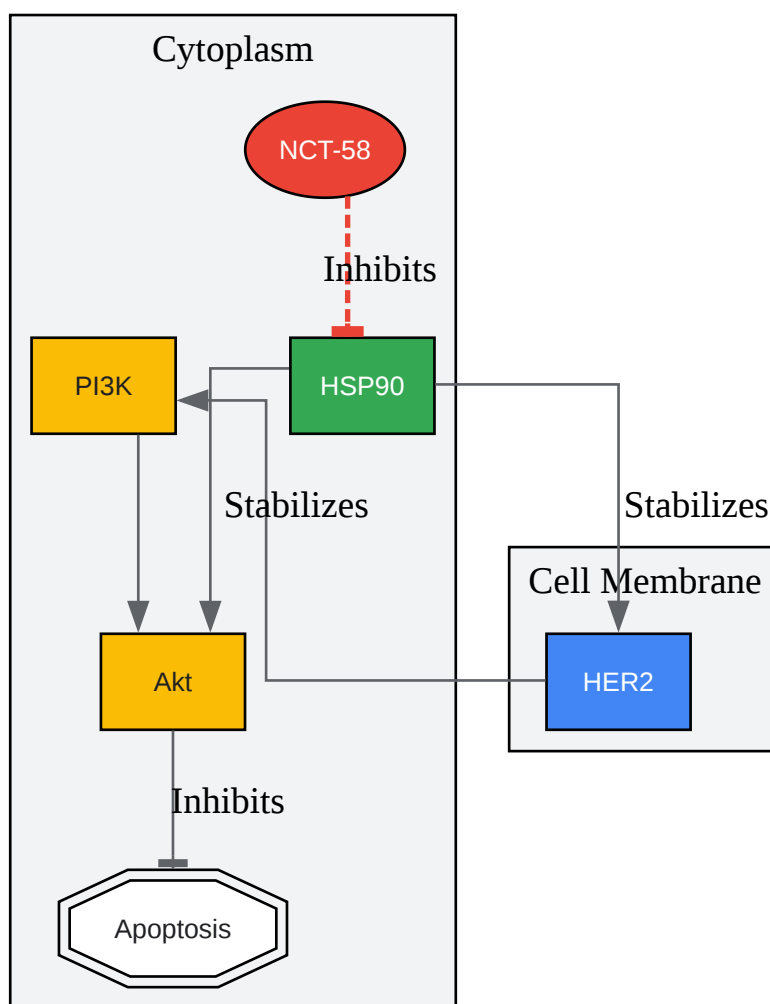 Cytoplasm
NCT-58
Inhibits
PI3K
HSP90
Stabilizes
Stabilizes
Cell Membrane
Akt
HER2
Inhibits
Apoptosis